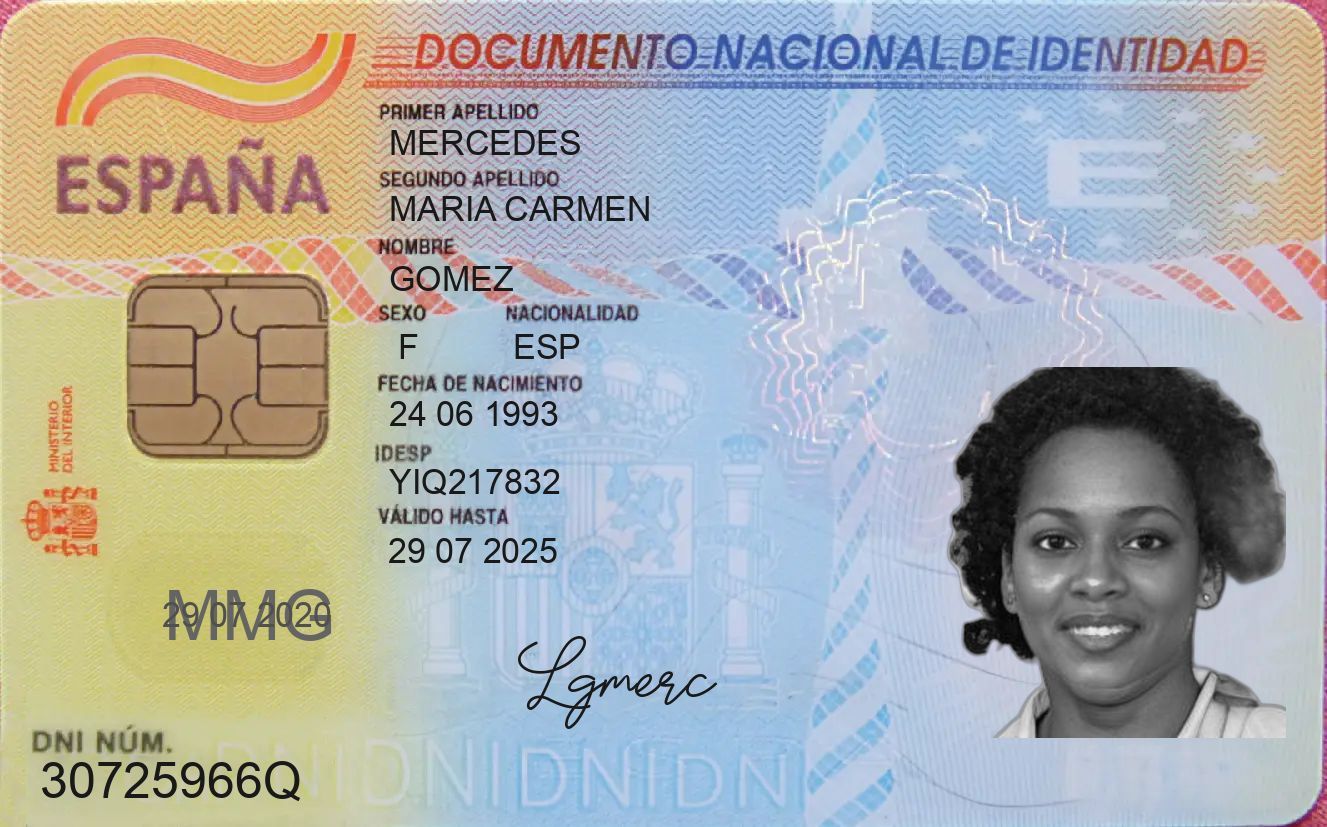 DOCUMENTO NACIONAL DE IDENTIDAD
ESPAÑA
PRIMER APELLIDO
MERCEDES
SEGUNDO APELLIDO
MARIA CARMEN
NOMBRE
GOMEZ
SEXO NACIONALIDAD
F ESP
FECHA DE NACIMIENTO
24 06 1993
IDESP
YIQ217832
VÁLIDO HASTA
29 07 2025
MINISTERIO
DEL INTERIOR
E
MMG
29 07 2020
Lgmerc
DNI NÚM.
30725966Q
DNIDNIDNIDNI